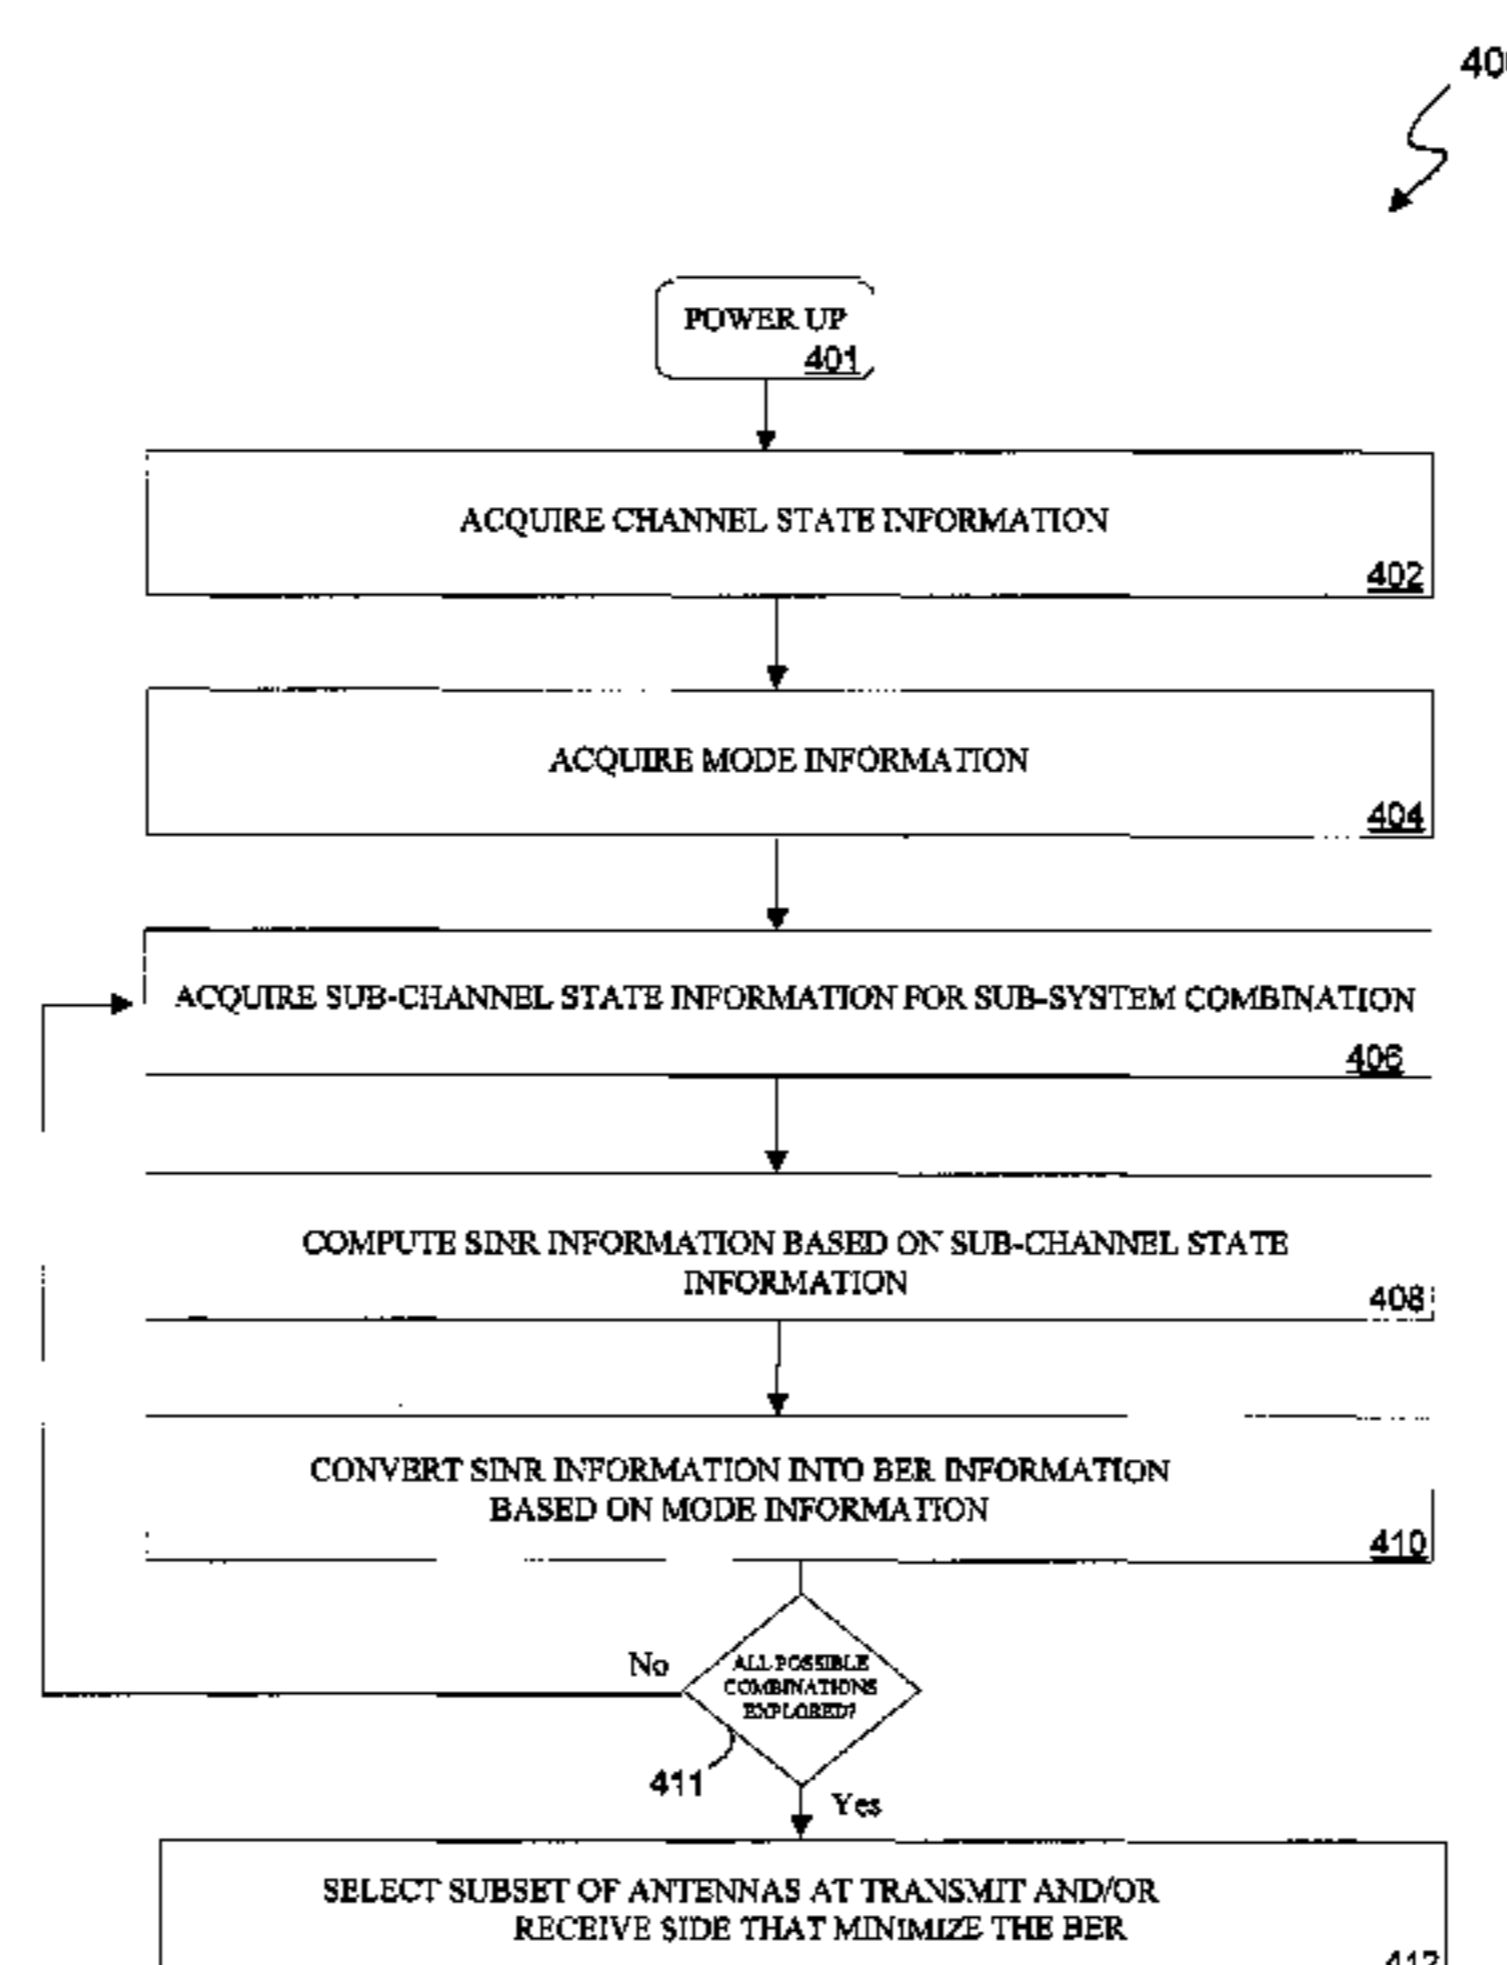 POWER UP
401
ACQUIRE CHANNEL STATE INFORMATION
402
ACQUIRE MODE INFORMATION
404
ACQUIRE SUB-CHANNEL STATE INFORMATION FOR SUB-SYSTEM COMBINATION
406
COMPUTE SINR INFORMATION BASED ON SUB-CHANNEL STATE
INFORMATION
408
CONVERT SINR INFORMATION INTO BER INFORMATION
BASED ON MODE INFORMATION
410
No
ALL POSSIBLE
COMBINATIONS
EXPLORED?
411
Yes
SELECT SUBSET OF ANTENNAS AT TRANSMIT AND/OR
RECEIVE SIDE THAT MINIMIZE THE BER